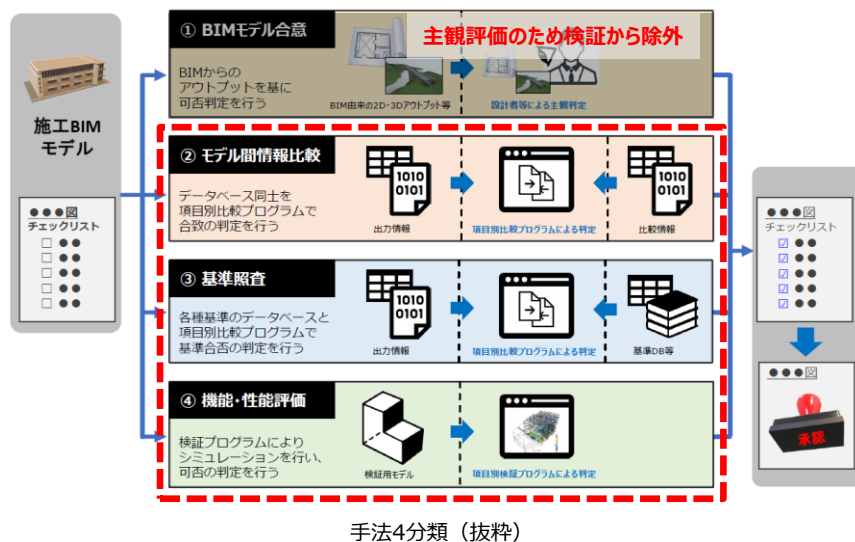 ① BIMモデル合意
主観評価のため検証から除外
BIMからの
アウトプットを基に
可否判定を行う
BIM由来の2D・3Dアウトプット等
設計者等による主観判定
施工BIM
モデル
●●●図
チェックリスト
□ ●●
□ ●●
□ ●●
□ ●●
□ ●●
② モデル間情報比較
データベース同士を
項目別比較プログラムで
合致の判定を行う
1010
0101
出力情報
項目別比較プログラムによる判定
1010
0101
比較情報
③ 基準照査
各種基準のデータベースと
項目別比較プログラムで
基準合否の判定を行う
1010
0101
出力情報
項目別比較プログラムによる判定
基準DB等
④ 機能・性能評価
検証プログラムにより
シミュレーションを行い、
可否の判定を行う
検証用モデル
項目別検証プログラムによる判定
●●●図
チェックリスト
☑ ●●
☑ ●●
☑ ●●
☑ ●●
☑ ●●
●●●図
承認
手法4分類（抜粋）